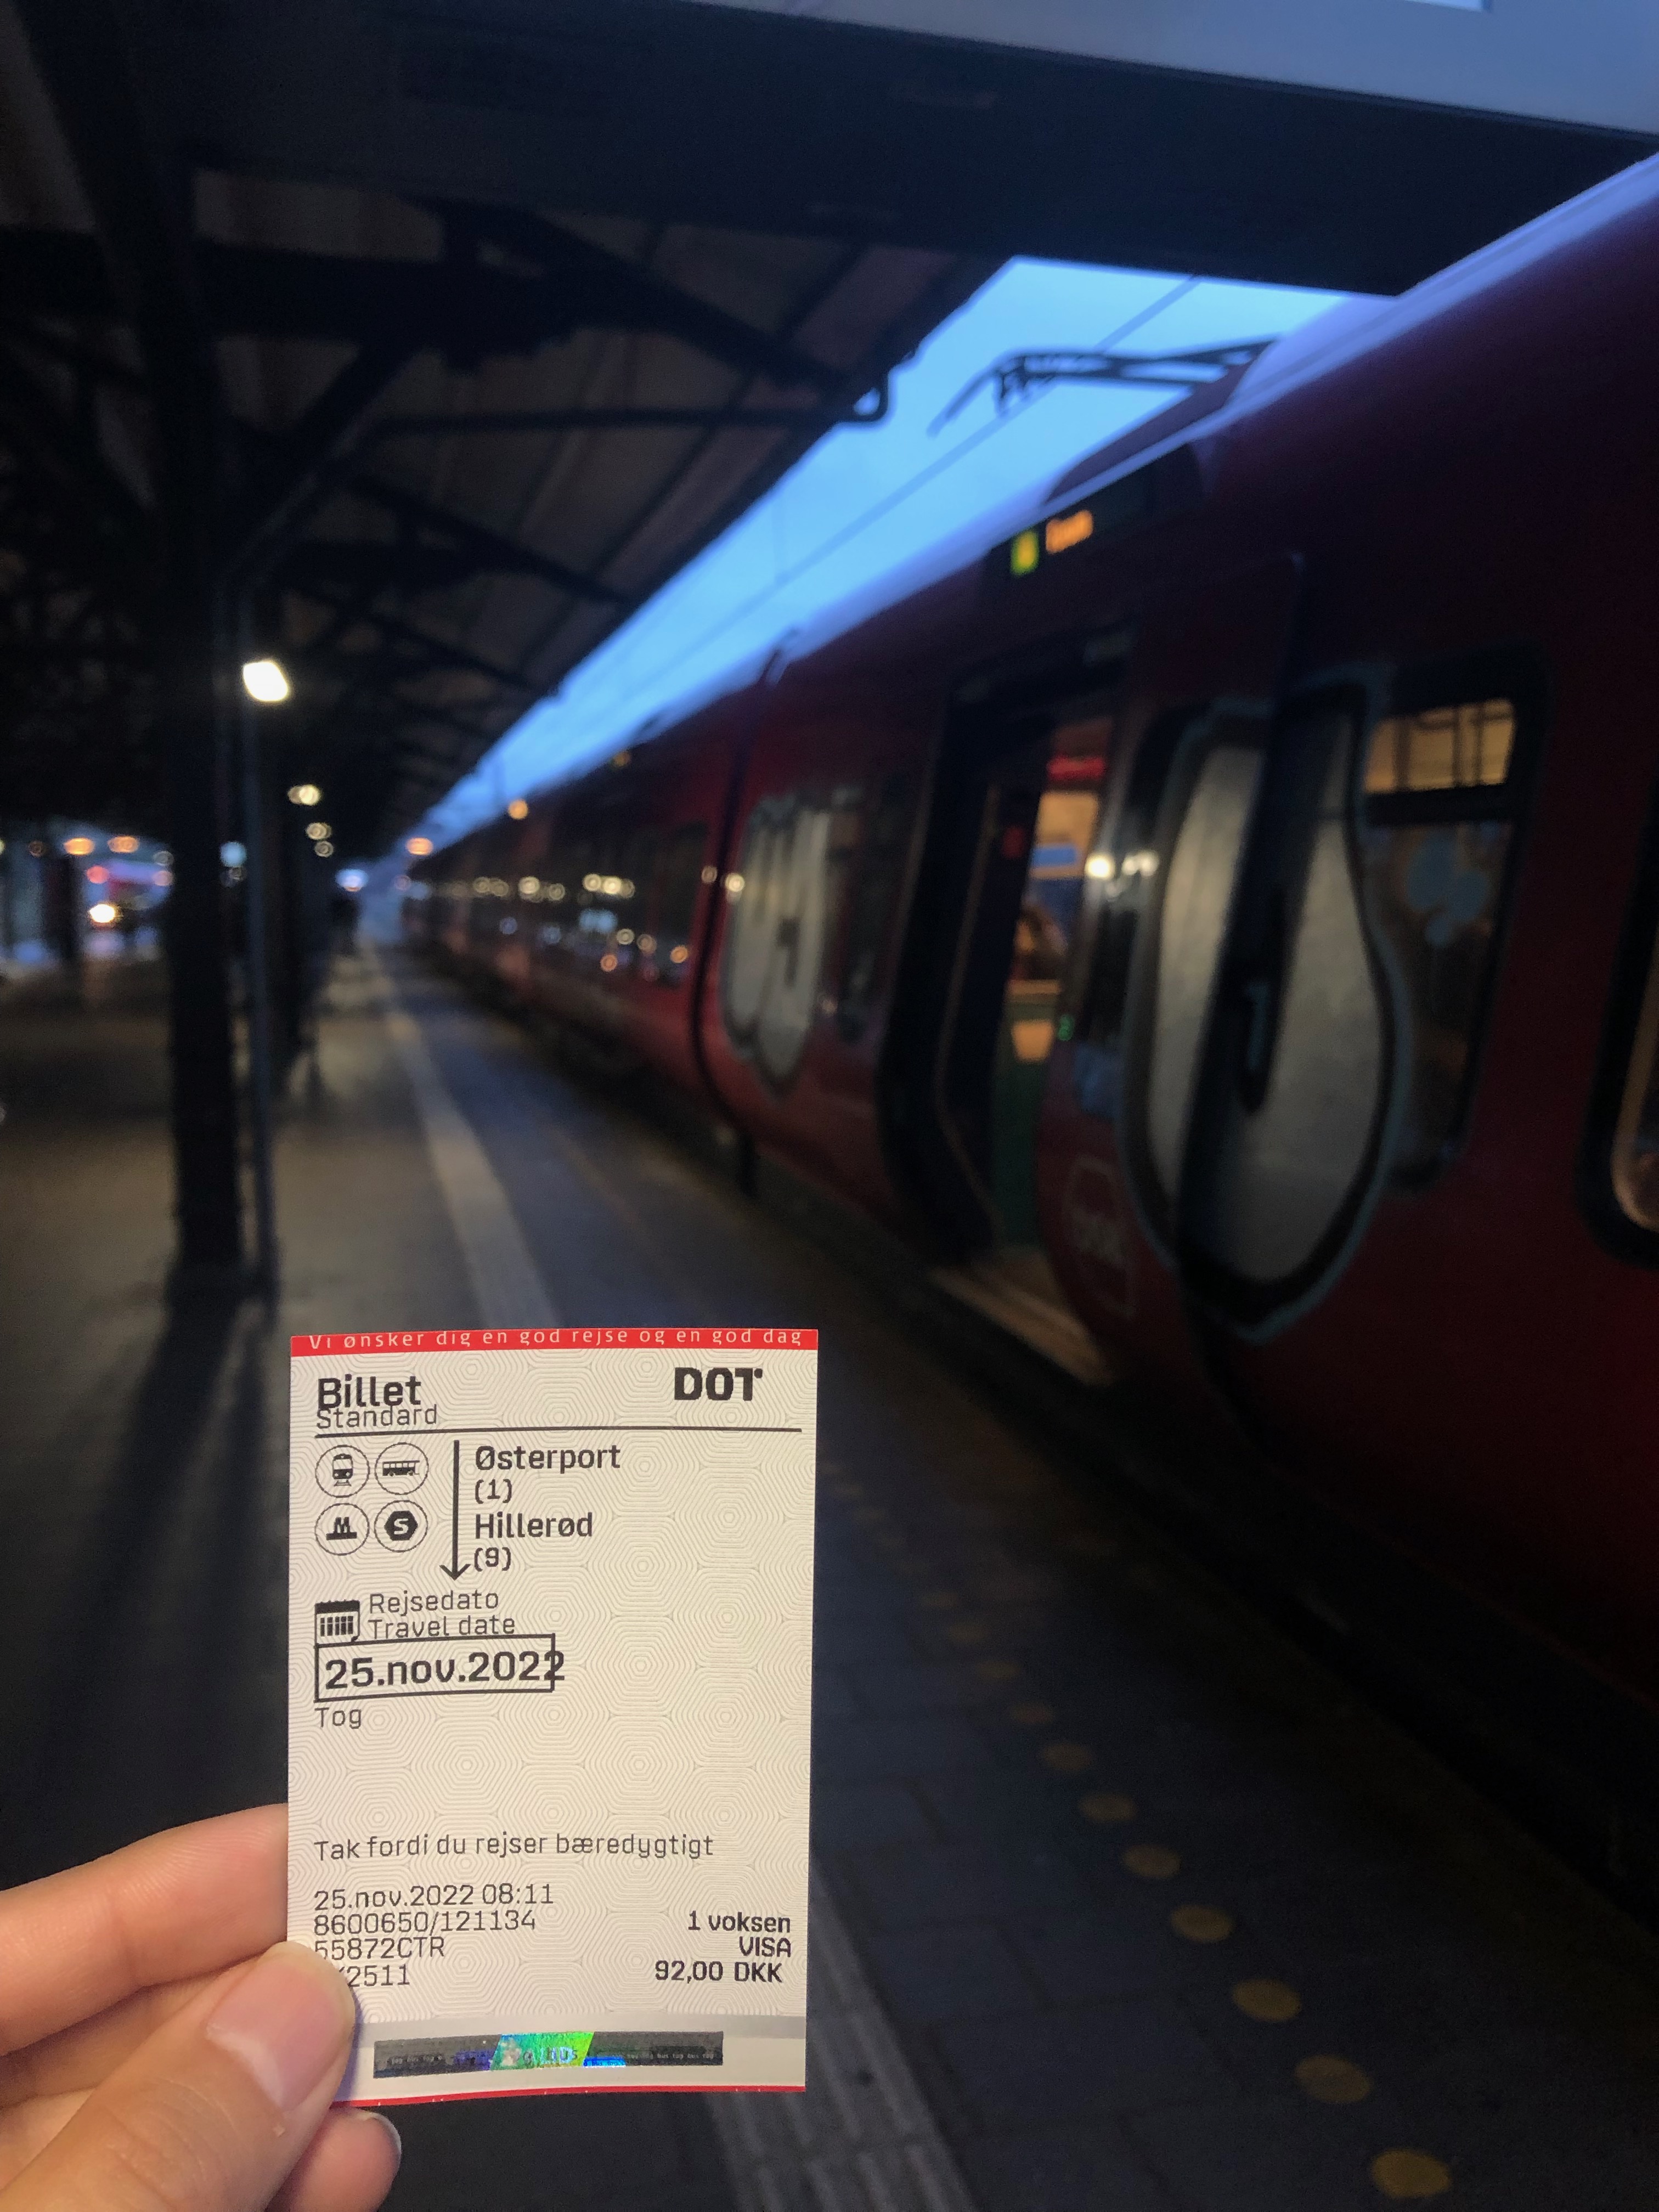 Vi ønsker dig en god rejse og en god dag
Billet
DOT
Standard
Østerport
(1)
Hillerød
(9)
Rejsedato
Travel date
25.nov.2022
Tog
Tak fordi du rejser bæredygtigt
25.nov.2022 08:11
8600650/121134
1 voksen
55872CTR
VISA
2511
92,00 DKK